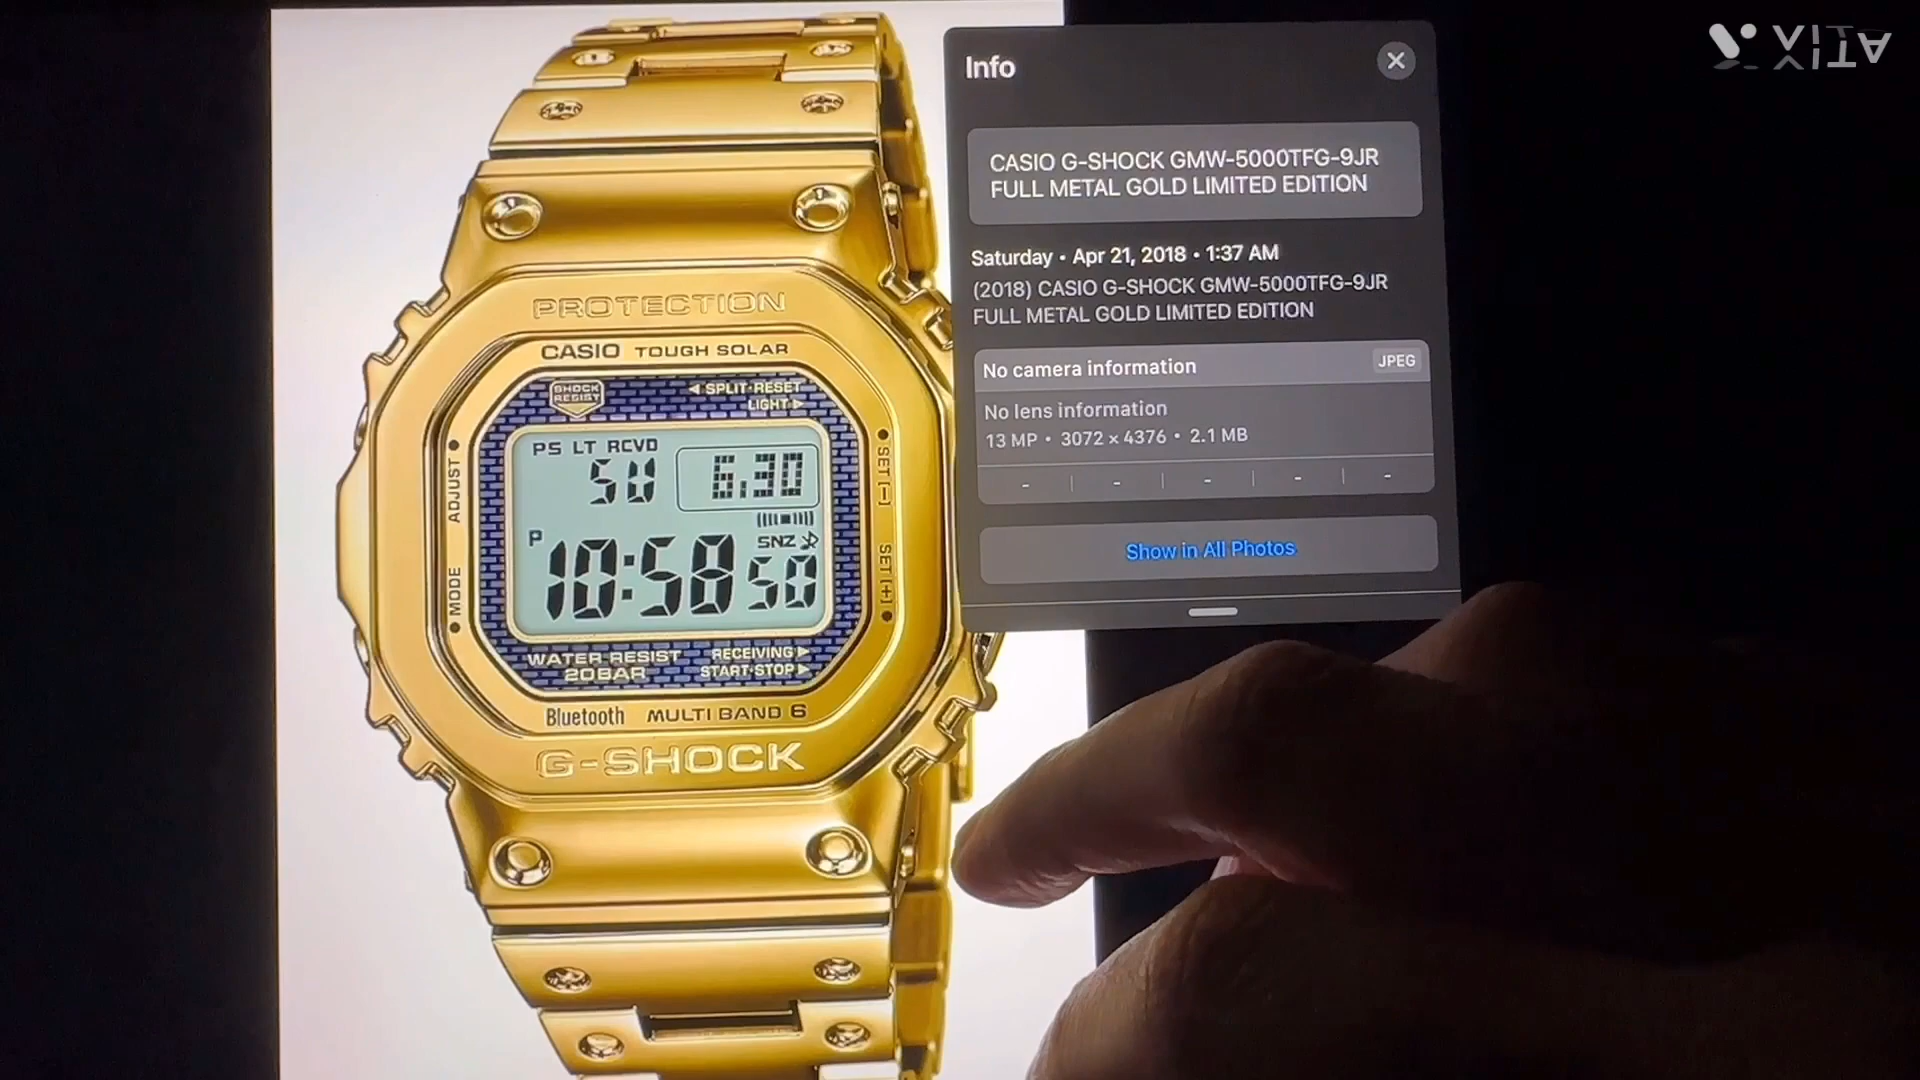 VITA
Info
CASIO G-SHOCK GMW-5000TFG-9JR
FULL METAL GOLD LIMITED EDITION
Saturday • Apr 21, 2018 • 1:37 AM
(2018) CASIO G-SHOCK GMW-5000TFG-9JR
FULL METAL GOLD LIMITED EDITION
No camera information
JPEG
No lens information
13 MP • 3072 × 4376 • 2.1 MB
- - - - -
Show in All Photos
PROTECTION
CASIO TOUGH SOLAR
SHOCK
RESIST
SPLIT·RESET
LIGHT
PS LT RCVD
SU 6.30
P
SNZ
10:58 50
ADJUST
MODE
SET [−]
SET [+]
WATER RESIST
20BAR
RECEIVING
START·STOP
Bluetooth MULTI BAND 6
G-SHOCK